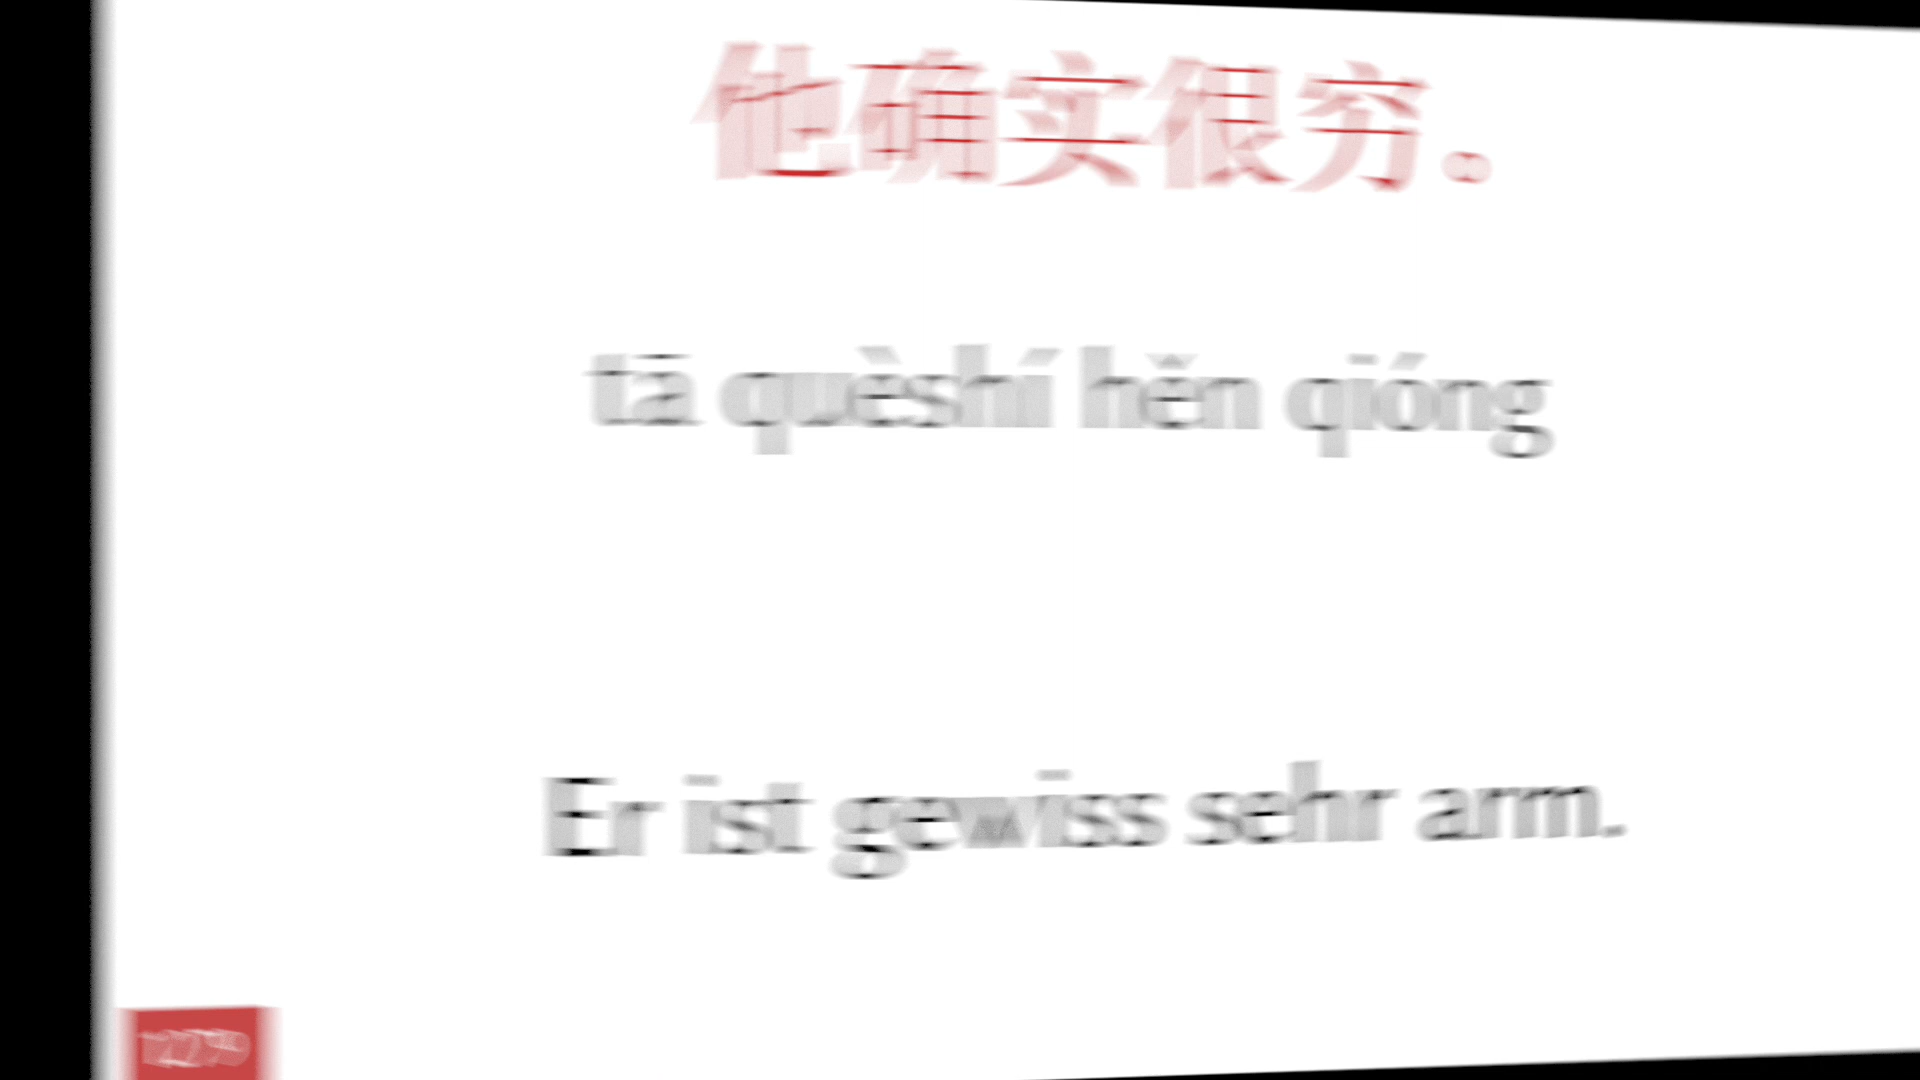 他确实很穷。
tā quèshí hěn qióng
Er ist gewiss sehr arm.